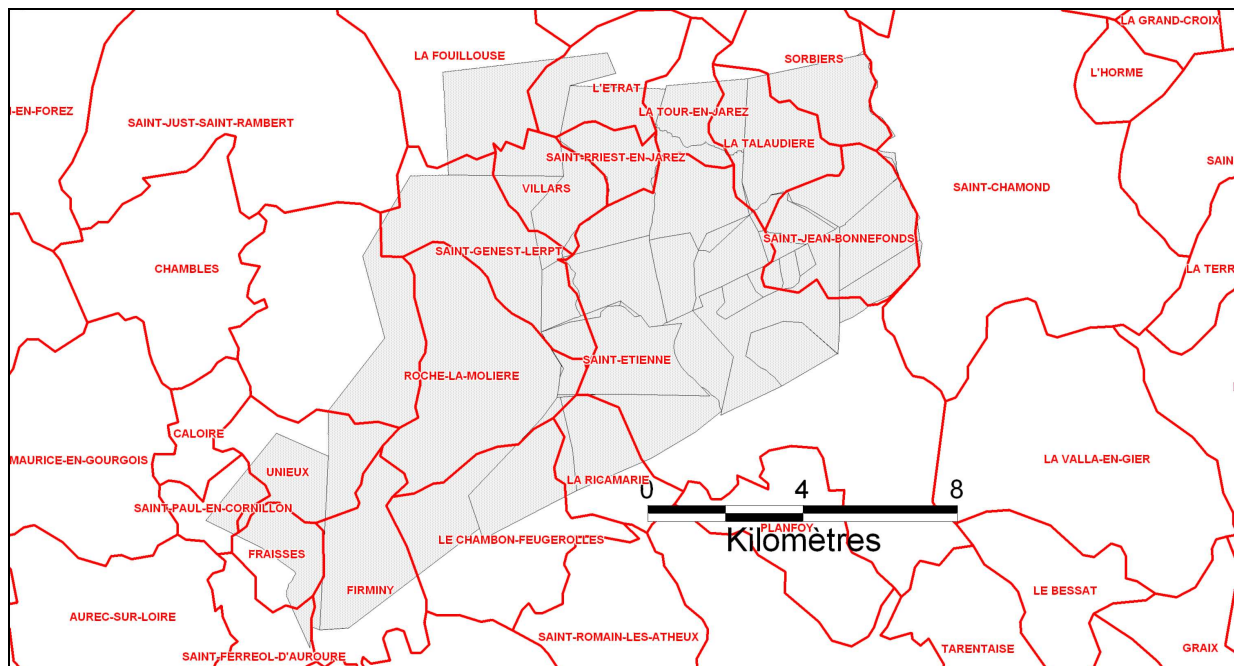 LA GRAND-CROIX
LA FOUILLOUSE
SORBIERS
L'HORME
L'ETRAT
I-EN-FOREZ
LA TOUR-EN-JAREZ
SAINT-JUST-SAINT-RAMBERT
LA TALAUDIERE
SAINT-PRIEST-EN-JAREZ
SAIN
VILLARS
SAINT-CHAMOND
SAINT-JEAN-BONNEFONDS
SAINT-GENEST-LERPT
CHAMBLES
LA TERR
SAINT-ETIENNE
ROCHE-LA-MOLIERE
CALOIRE
MAURICE-EN-GOURGOIS
LA VALLA-EN-GIER
UNIEUX
LA RICAMARIE
0 4 8
SAINT-PAUL-EN-CORNILLON
PLANFOY
LE CHAMBON-FEUGEROLLES
Kilomètres
FRAISSES
FIRMINY
LE BESSAT
AUREC-SUR-LOIRE
SAINT-ROMAIN-LES-ATHEUX
TARENTAISE
GRAIX
SAINT-FERREOL-D'AUROURE